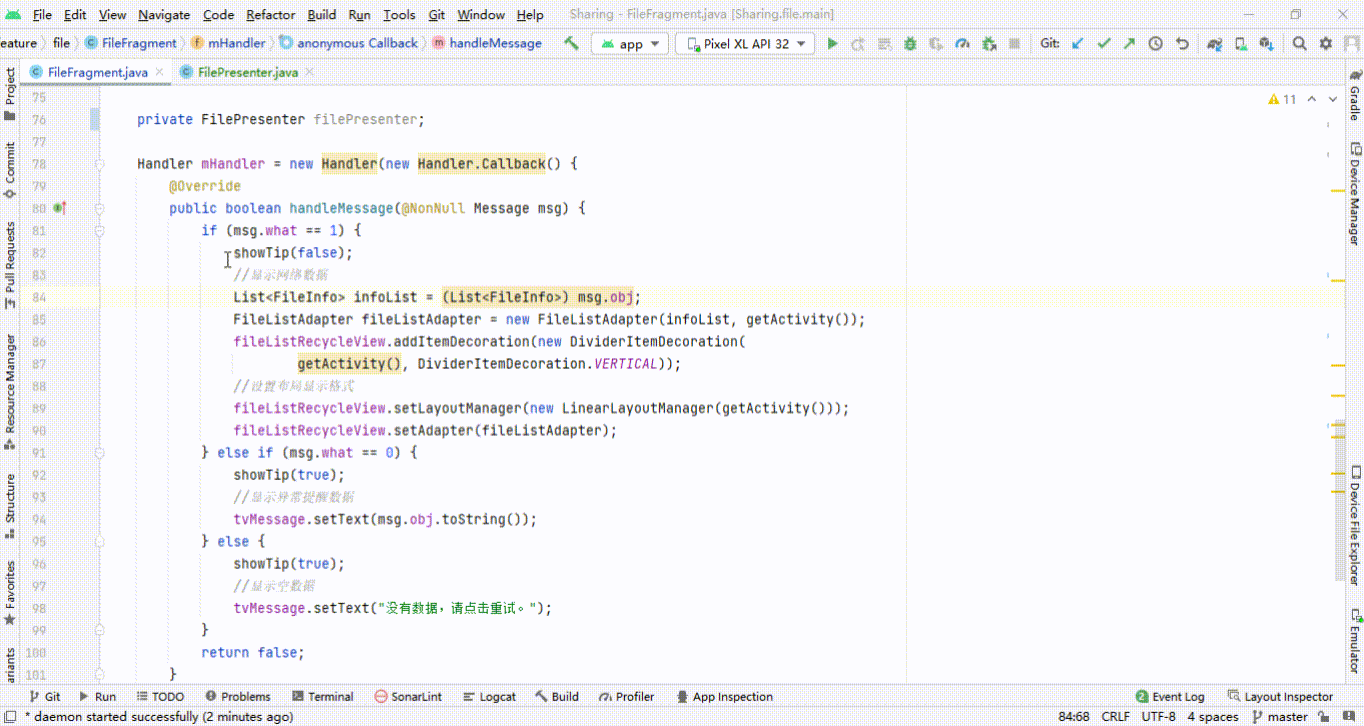 File Edit View Navigate Code Refactor Build Run Tools Git Window Help Sharing - FileFragment.java [Sharing.file.main]
eature file FileFragment mHandler anonymous Callback handleMessage app Pixel XL API 32 Git:
FileFragment.java FilePresenter.java
75
76 private FilePresenter filePresenter;
77
78 Handler mHandler = new Handler(new Handler.Callback() {
79 @Override
80 public boolean handleMessage(@NonNull Message msg) {
81 if (msg.what == 1) {
82 showTip(false);
83 //显示网络数据
84 List<FileInfo> infoList = (List<FileInfo>) msg.obj;
85 FileListAdapter fileListAdapter = new FileListAdapter(infoList, getActivity());
86 fileListRecycleView.addItemDecoration(new DividerItemDecoration(
87 getActivity(), DividerItemDecoration.VERTICAL));
88 //设置布局显示格式
89 fileListRecycleView.setLayoutManager(new LinearLayoutManager(getActivity()));
90 fileListRecycleView.setAdapter(fileListAdapter);
91 } else if (msg.what == 0) {
92 showTip(true);
93 //显示异常提醒数据
94 tvMessage.setText(msg.obj.toString());
95 } else {
96 showTip(true);
97 //显示空数据
98 tvMessage.setText("没有数据，请点击重试。");
99 }
100 return false;
101 }
11
Project
Commit
Pull Requests
Resource Manager
Structure
Favorites
ariants
Gradle
Device Manager
Device File Explorer
Emulator
Git Run TODO Problems Terminal SonarLint Logcat Build Profiler App Inspection 2 Event Log Layout Inspector
* daemon started successfully (2 minutes ago) 84:68 CRLF UTF-8 4 spaces master